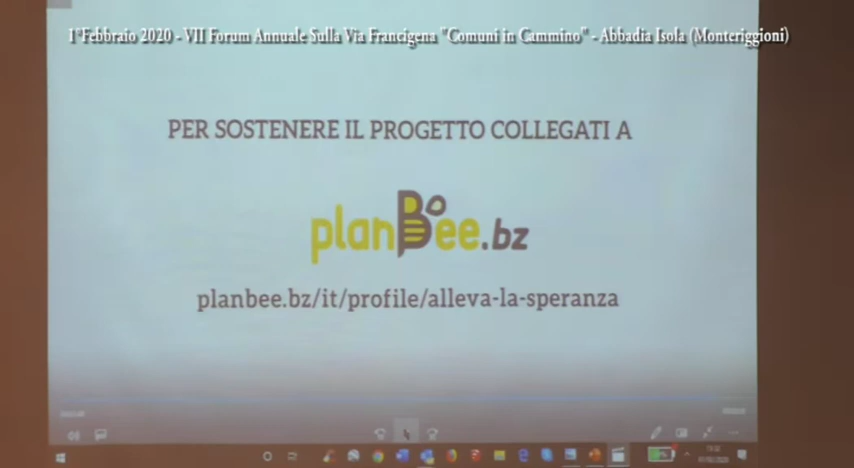 1°Febbraio 2020 - VII Forum Annuale Sulla Via Francigena "Comuni in Cammino" - Abbadia Isola (Monteriggioni)
PER SOSTENERE IL PROGETTO COLLEGATI A
planBee.bz
planbee.bz/it/profile/alleva-la-speranza